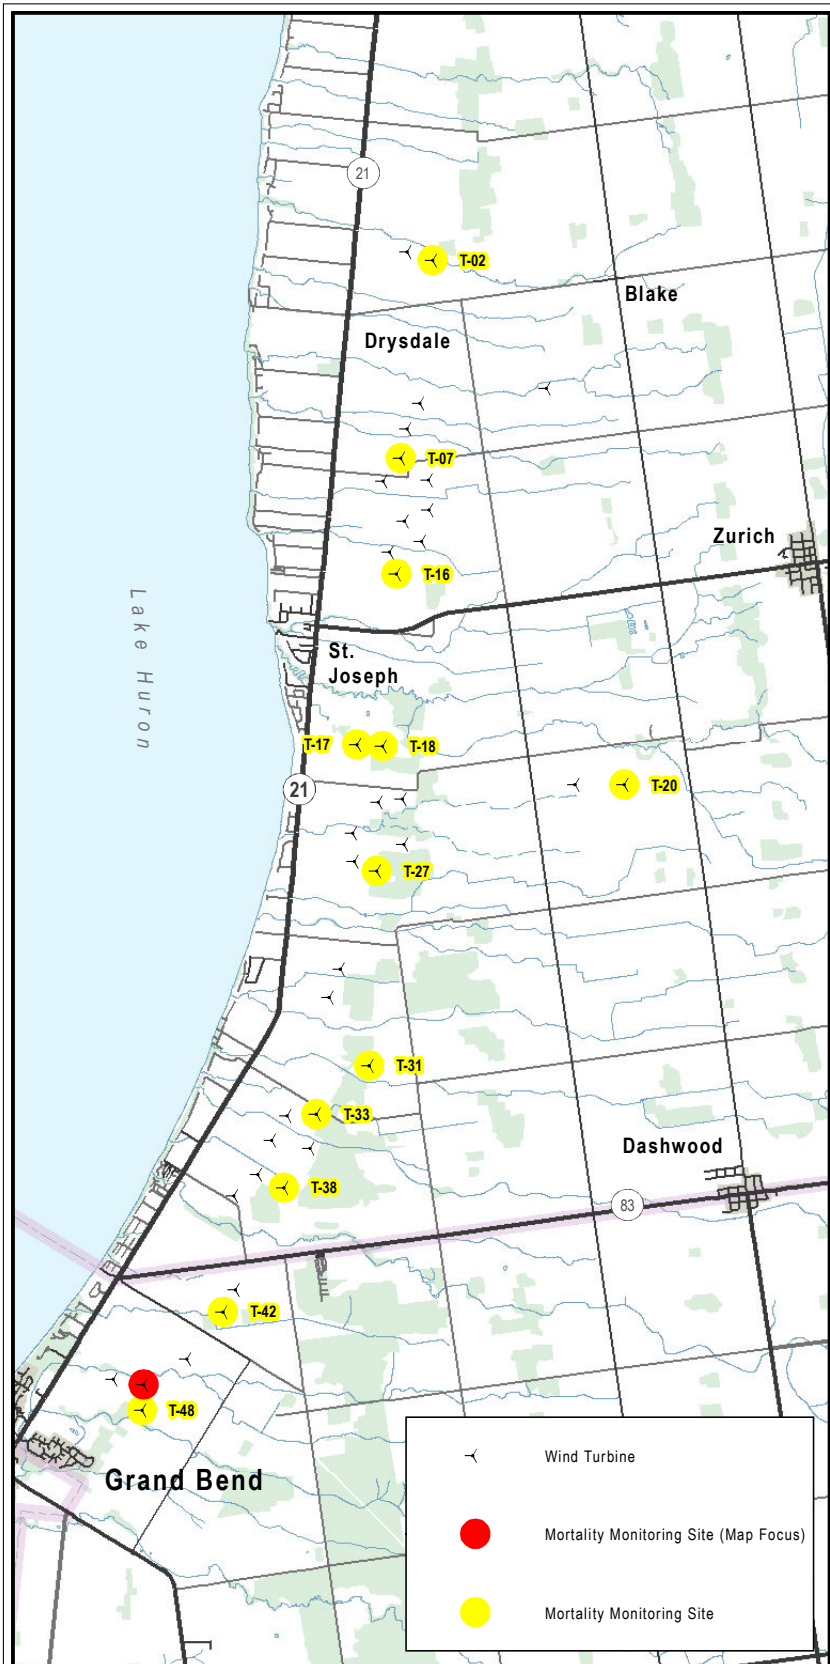 21
T-02
Blake
Drysdale
T-07
Zurich
T-16
Lake Huron
St.
Joseph
T-17
T-18
21
T-20
T-27
T-31
T-33
Dashwood
T-38
83
T-42
T-48
Grand Bend
Wind Turbine
Mortality Monitoring Site (Map Focus)
Mortality Monitoring Site